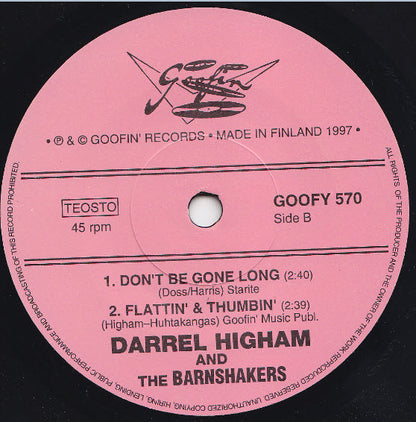 Goofin
• ℗ & © GOOFIN' RECORDS • MADE IN FINLAND 1997 •
TEOSTO
45 rpm
GOOFY 570
Side B
1. DON'T BE GONE LONG (2:40)
(Doss/Harris) Starite
2. FLATTIN' & THUMBIN' (2:39)
(Higham–Huhtakangas) Goofin' Music Publ.
DARREL HIGHAM
AND
THE BARNSHAKERS
ALL RIGHTS OF THE PRODUCER AND THE OWNER OF THE WORK REPRODUCED RESERVED. UNAUTHORIZED COPYING, HIRING, LENDING, PUBLIC PERFORMANCE AND BROADCASTING OF THIS RECORD PROHIBITED.